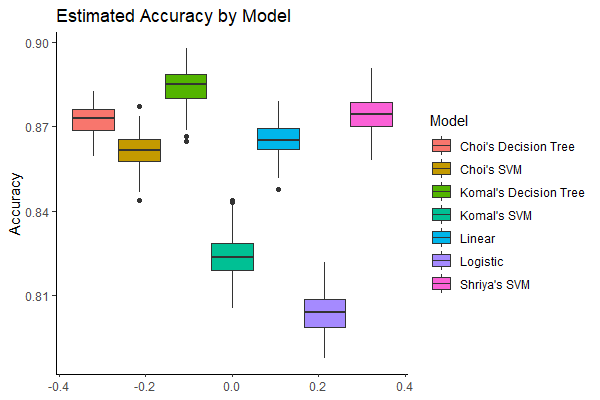 Estimated Accuracy by Model
Accuracy
0.90
0.87
0.84
0.81
-0.4
-0.2
0.0
0.2
0.4
Model
Choi's Decision Tree
Choi's SVM
Komal's Decision Tree
Komal's SVM
Linear
Logistic
Shriya's SVM